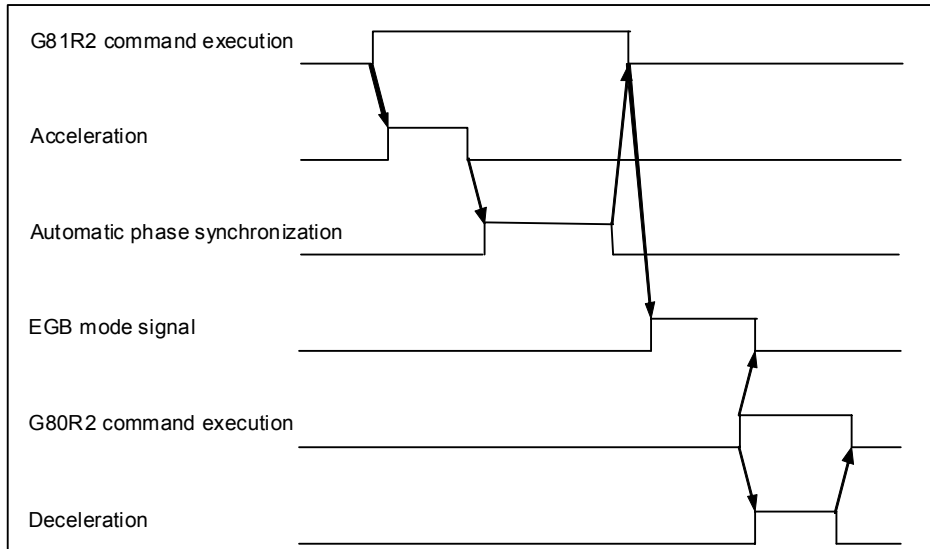 G81R2 command execution
Acceleration
Automatic phase synchronization
EGB mode signal
G80R2 command execution
Deceleration